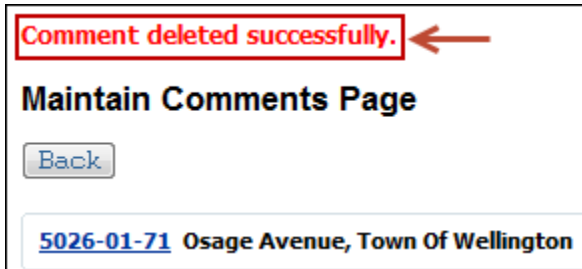 Comment deleted successfully.
Maintain Comments Page
Back
5026-01-71 Osage Avenue, Town Of Wellington